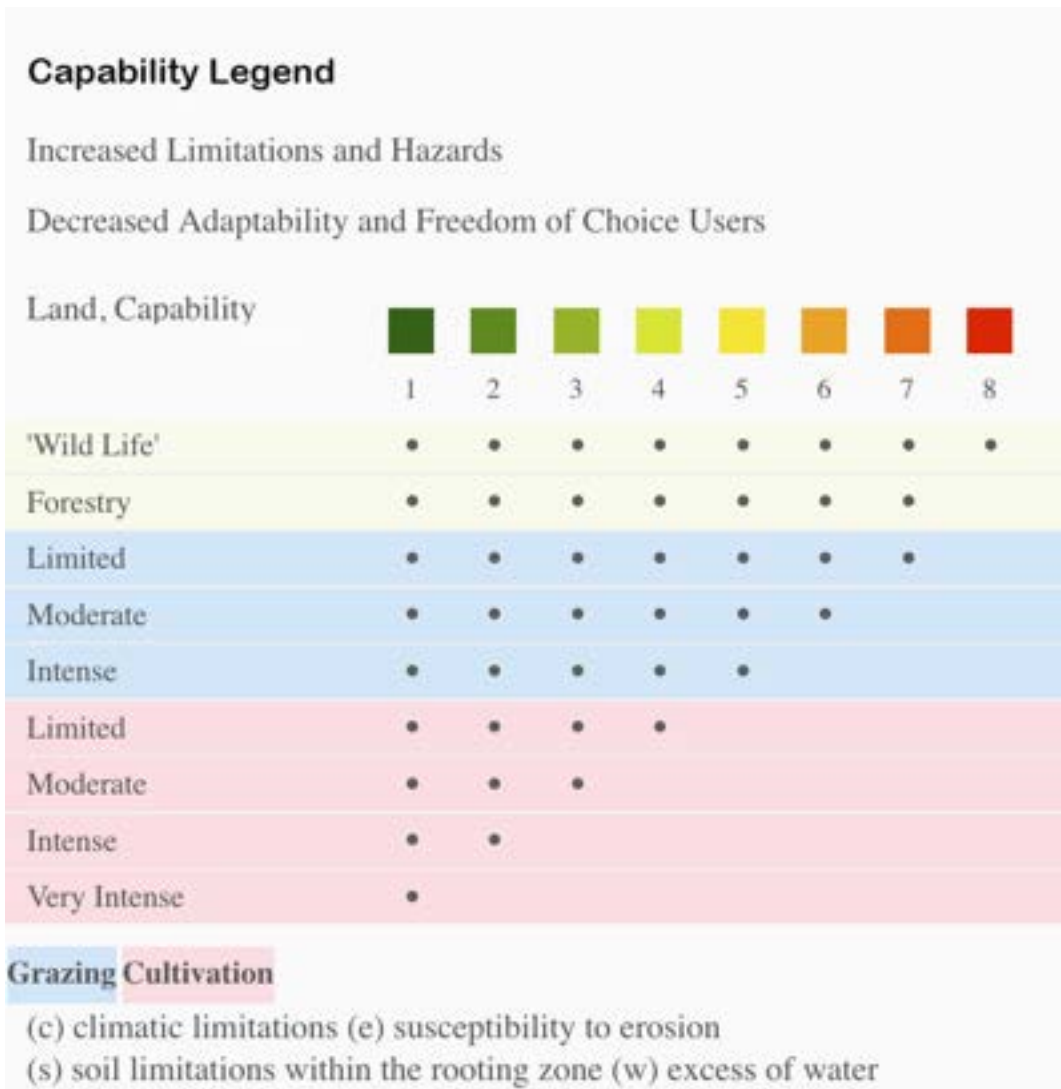 Capability Legend
Increased Limitations and Hazards
Decreased Adaptability and Freedom of Choice Users
Land, Capability
1 2 3 4 5 6 7 8
'Wild Life'
Forestry
Limited
Moderate
Intense
Limited
Moderate
Intense
Very Intense
Grazing Cultivation
(c) climatic limitations (e) susceptibility to erosion
(s) soil limitations within the rooting zone (w) excess of water